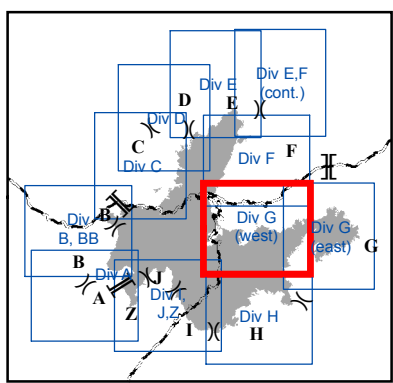 Div E,F
(cont.)
Div E
D
E
Div D
C
Div C
Div F
F
Div
B, BB
B
Div G
(west)
Div G
(east)
G
B
Div A
J
A
Z
Div I,
J,Z
I
Div H
H